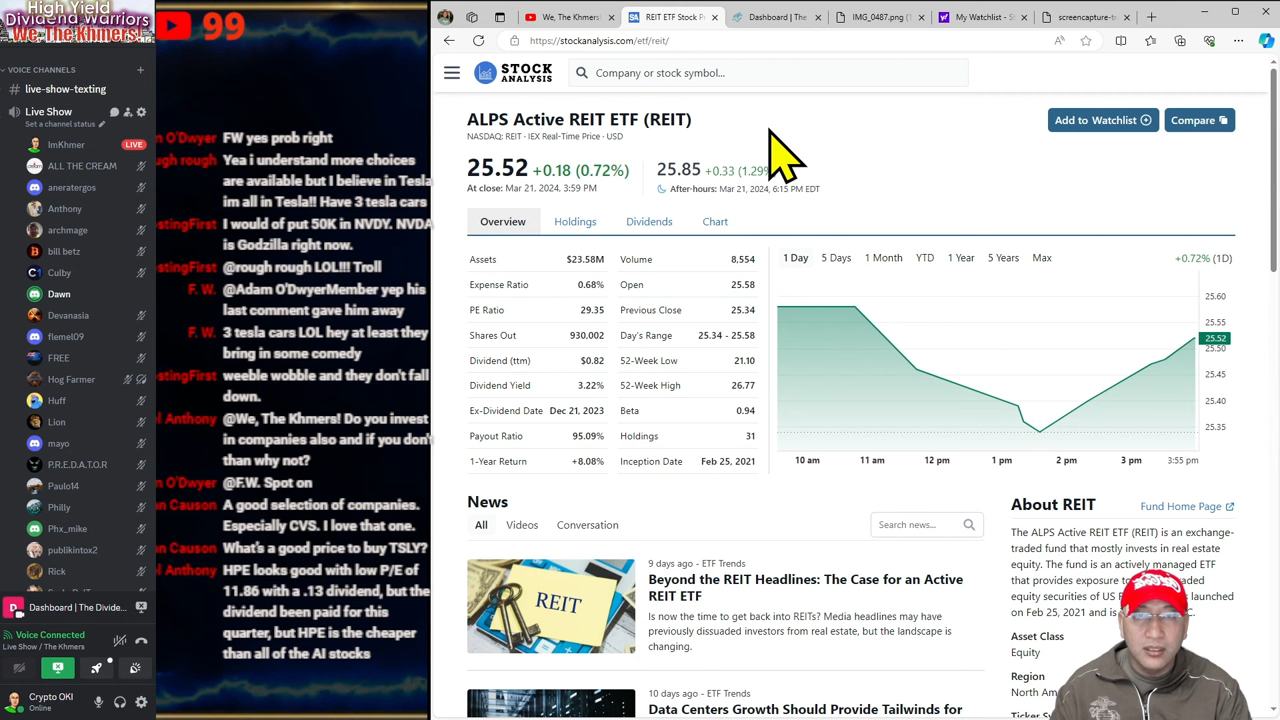 High Yield
Dividend Warriors
We, The Khmers!
VOICE CHANNELS
live-show-texting
Live Show
Set a channel status
ImKhmer
LIVE
ALL THE CREAM
aneratergos
Anthony
archmage
bill betz
Culby
Dawn
Devanasia
flemel09
FREE
Hog Farmer
Huff
Lion
mayo
P.R.E.D.A.T.O.R
Paulo14
Philly
Phx_mike
publikintox2
Rick
Dashboard | The Divide...
Voice Connected
Live Show / The Khmers
Crypto OKI
Online
99
n O'Dwyer FW yes prob right
ugh rough Yea i understand more choices
are available but I believe in Tesla
im all in Tesla!! Have 3 tesla cars
stingFirst I would of put 50K in NVDY. NVDA
is Godzilla right now.
stingFirst @rough rough LOL!!! Troll
F. W. @Adam O'DwyerMember yep his
last comment gave him away
F. W. 3 tesla cars LOL hey at least they
bring in some comedy
stingFirst weeble wobble and they don't fall
down.
el Anthony @We, The Khmers! Do you invest
in companies also and if you don't
than why not?
n O'Dwyer @F.W. Spot on
n Causon A good selection of companies.
Especially CVS. I love that one.
n Causon What's a good price to buy TSLY?
el Anthony HPE looks good with low P/E of
11.86 with a .13 dividend, but the
dividend been paid for this
quarter, but HPE is the cheaper
than all of the AI stocks
We, The Khmers!
REIT ETF Stock P
Dashboard | The
IMG_0487.png (
My Watchlist - St
screencapture-tr
https://stockanalysis.com/etf/reit/
STOCK
ANALYSIS
Company or stock symbol...
ALPS Active REIT ETF (REIT)
NASDAQ: REIT · IEX Real-Time Price · USD
Add to Watchlist
Compare
25.52 +0.18 (0.72%)
At close: Mar 21, 2024, 3:59 PM
25.85 +0.33 (1.29%
After-hours: Mar 21, 2024, 6:15 PM EDT
Overview Holdings Dividends Chart
Assets $23.58M
Expense Ratio 0.68%
PE Ratio 29.35
Shares Out 930,002
Dividend (ttm) $0.82
Dividend Yield 3.22%
Ex-Dividend Date Dec 21, 2023
Payout Ratio 95.09%
1-Year Return +8.08%
Volume 8,554
Open 25.58
Previous Close 25.34
Day's Range 25.34 - 25.58
52-Week Low 21.10
52-Week High 26.77
Beta 0.94
Holdings 31
Inception Date Feb 25, 2021
1 Day 5 Days 1 Month YTD 1 Year 5 Years Max
+0.72% (1D)
25.60
25.55
25.52
25.50
25.45
25.40
25.35
10 am 11 am 12 pm 1 pm 2 pm 3 pm 3:55 pm
News
All Videos Conversation
Search news...
REIT
9 days ago - ETF Trends
Beyond the REIT Headlines: The Case for an Active
REIT ETF
Is now the time to get back into REITs? Media headlines may have
previously dissuaded investors from real estate, but the landscape is
changing.
10 days ago - ETF Trends
Data Centers Growth Should Provide Tailwinds for
About REIT
Fund Home Page
The ALPS Active REIT ETF (REIT) is an exchange-
traded fund that mostly invests in real estate
equity. The fund is an actively managed ETF
that provides exposure to
aded
equity securities of US
launched
on Feb 25, 2021 and is
C.
Asset Class
Equity
Region
North Am
Ticker Sy